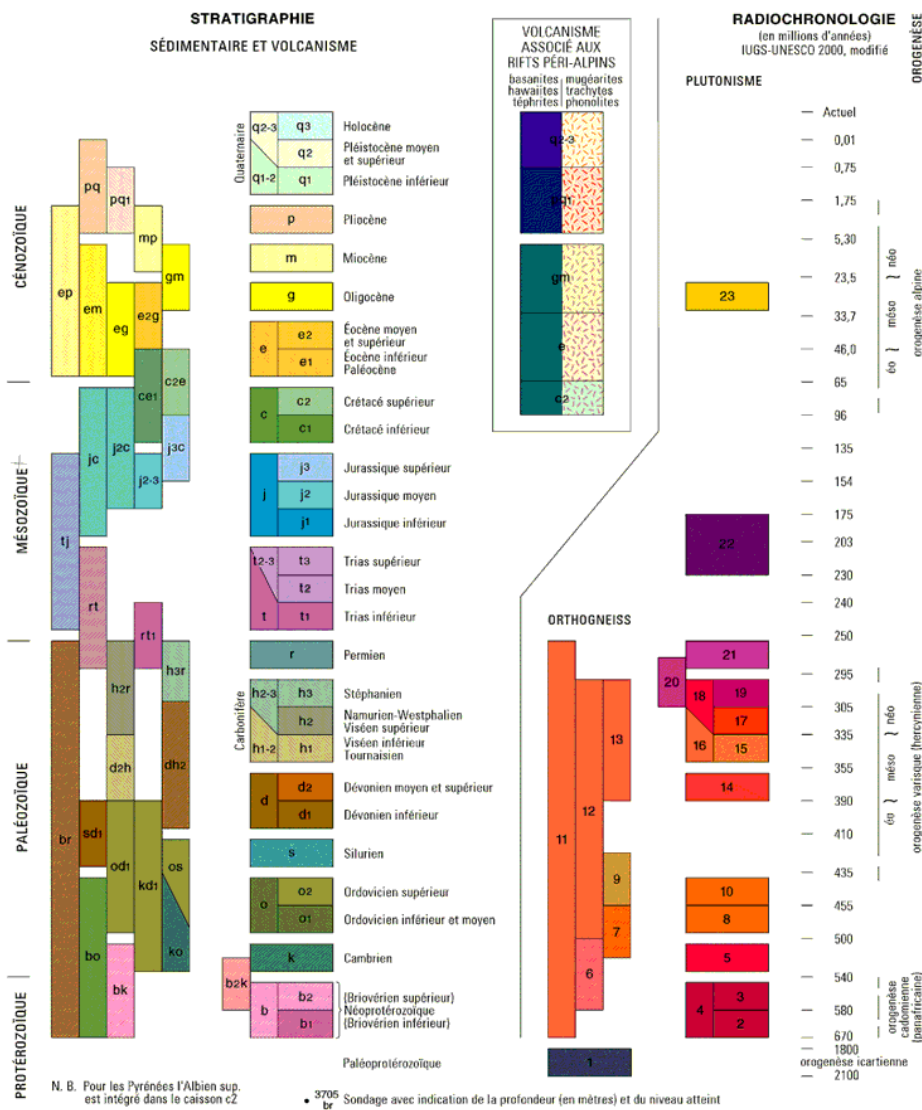 STRATIGRAPHIE
SÉDIMENTAIRE ET VOLCANISME
VOLCANISME
ASSOCIÉ AUX
RIFTS PÉRI-ALPINS
basanites
hawaiites
téphrites
mugéarites
trachytes
phonolites
RADIOCHRONOLOGIE
(en millions d'années)
IUGS-UNESCO 2000, modifié
PLUTONISME
OROGENÈSE
CÉNOZOÏQUE
MÉSOZOÏQUE
PALÉOZOÏQUE
PROTÉROZOÏQUE
pq
pq1
ep
em
eg
mp
e2g
gm
ce1
c2e
jc
j2c
j2-3
j3c
tj
rt
rt1
br
h2r
h3r
d2h
dh2
sd1
od1
kd1
os
bo
bk
ko
Quaternaire
q2-3
q3
Holocène
q2
Pléistocène moyen
et supérieur
q1-2
q1
Pléistocène inférieur
p
Pliocène
m
Miocène
g
Oligocène
e
e2
Éocène moyen
et supérieur
e1
Éocène inférieur
Paléocène
c
c2
Crétacé supérieur
c1
Crétacé inférieur
j
j3
Jurassique supérieur
j2
Jurassique moyen
j1
Jurassique inférieur
t2-3
t3
Trias supérieur
t2
Trias moyen
t
t1
Trias inférieur
r
Permien
Carbonifère
h2-3
h3
Stéphanien
h2
Namurien-Westphalien
Viséen supérieur
h1-2
h1
Viséen inférieur
Tournaisien
d
d2
Dévonien moyen et supérieur
d1
Dévonien inférieur
s
Silurien
o
o2
Ordovicien supérieur
o1
Ordovicien inférieur et moyen
k
Cambrien
b2k
b
b2
(Briovérien supérieur)
Néoprotérozoïque
b1
(Briovérien inférieur)
Paléoprotérozoïque
q2-3
gm
e
c2
ORTHOGNEISS
11
12
13
9
7
6
1
23
22
21
20
18
19
17
16
15
14
10
8
5
4
3
2
Actuel
0,01
0,75
1,75
5,30
23,5
33,7
46,0
65
96
135
154
175
203
230
240
250
295
305
335
355
390
410
435
455
500
540
580
670
1800
orogenèse icartienne
2100
éo ~ méso ~ néo
orogenèse alpine
éo ~ méso ~ néo
orogenèse varisque (hercynienne)
orogenèse
cadomienne
(panafricaine)
N. B. Pour les Pyrénées l'Albien sup.
est intégré dans le caisson c2
• 3705
br
Sondage avec indication de la profondeur (en mètres) et du niveau atteint